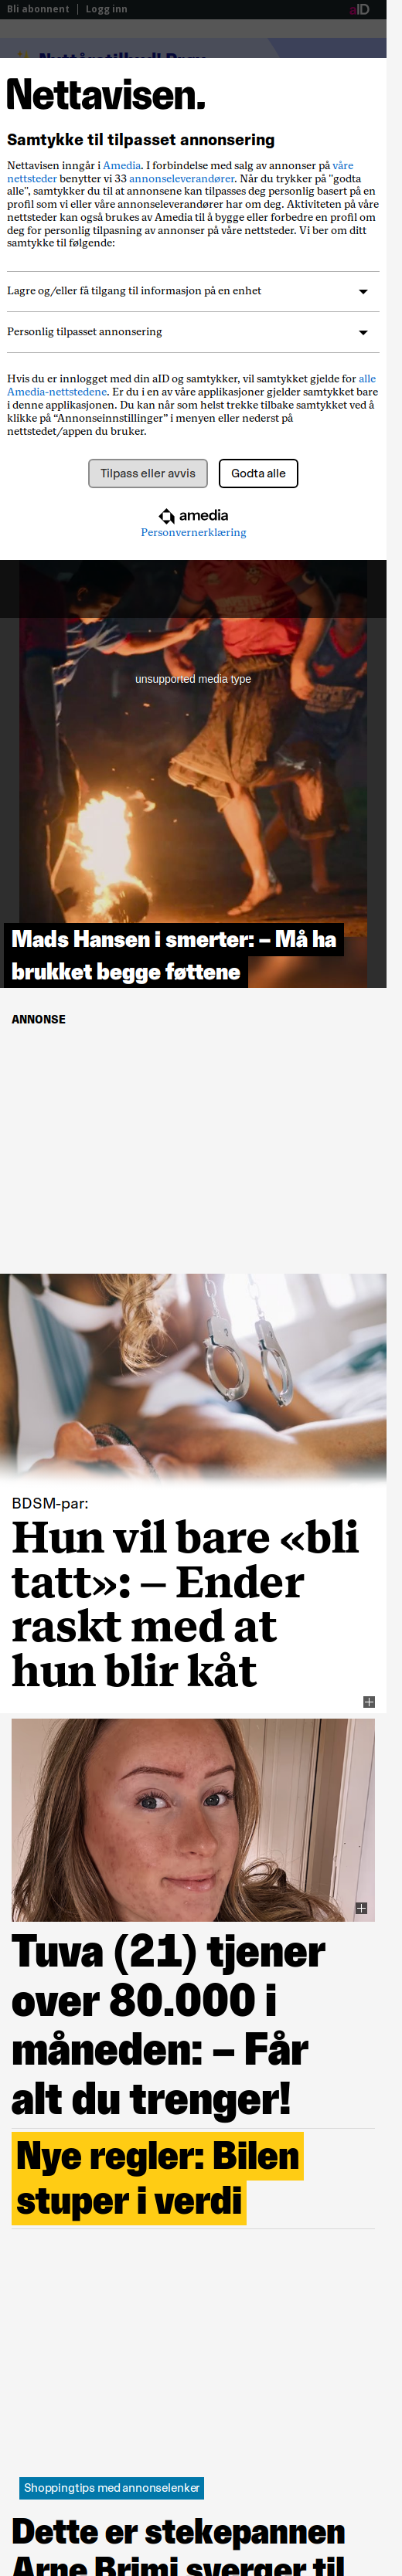 Bli abonnent | Logg inn
aID
Nettavisen.
Samtykke til tilpasset annonsering
Nettavisen inngår i Amedia. I forbindelse med salg av annonser på våre
nettsteder benytter vi 33 annonseleverandører. Når du trykker på "godta
alle", samtykker du til at annonsene kan tilpasses deg personlig basert på en
profil som vi eller våre annonseleverandører har om deg. Aktiviteten på våre
nettsteder kan også brukes av Amedia til å bygge eller forbedre en profil om
deg for personlig tilpasning av annonser på våre nettsteder. Vi ber om ditt
samtykke til følgende:
Lagre og/eller få tilgang til informasjon på en enhet
Personlig tilpasset annonsering
Hvis du er innlogget med din aID og samtykker, vil samtykket gjelde for alle
Amedia-nettstedene. Er du i en av våre applikasjoner gjelder samtykket bare
i denne applikasjonen. Du kan når som helst trekke tilbake samtykket ved å
klikke på “Annonseinnstillinger” i menyen eller nederst på
nettstedet/appen du bruker.
Tilpass eller avvis
Godta alle
amedia
Personvernerklæring
unsupported media type
Mads Hansen i smerter: – Må ha
brukket begge føttene
ANNONSE
BDSM-par:
Hun vil bare «bli
tatt»: – Ender
raskt med at
hun blir kåt
Tuva (21) tjener
over 80.000 i
måneden: – Får
alt du trenger!
Nye regler: Bilen
stuper i verdi
Shoppingtips med annonselenker
Dette er stekepannen
Arne Brimi sverger til